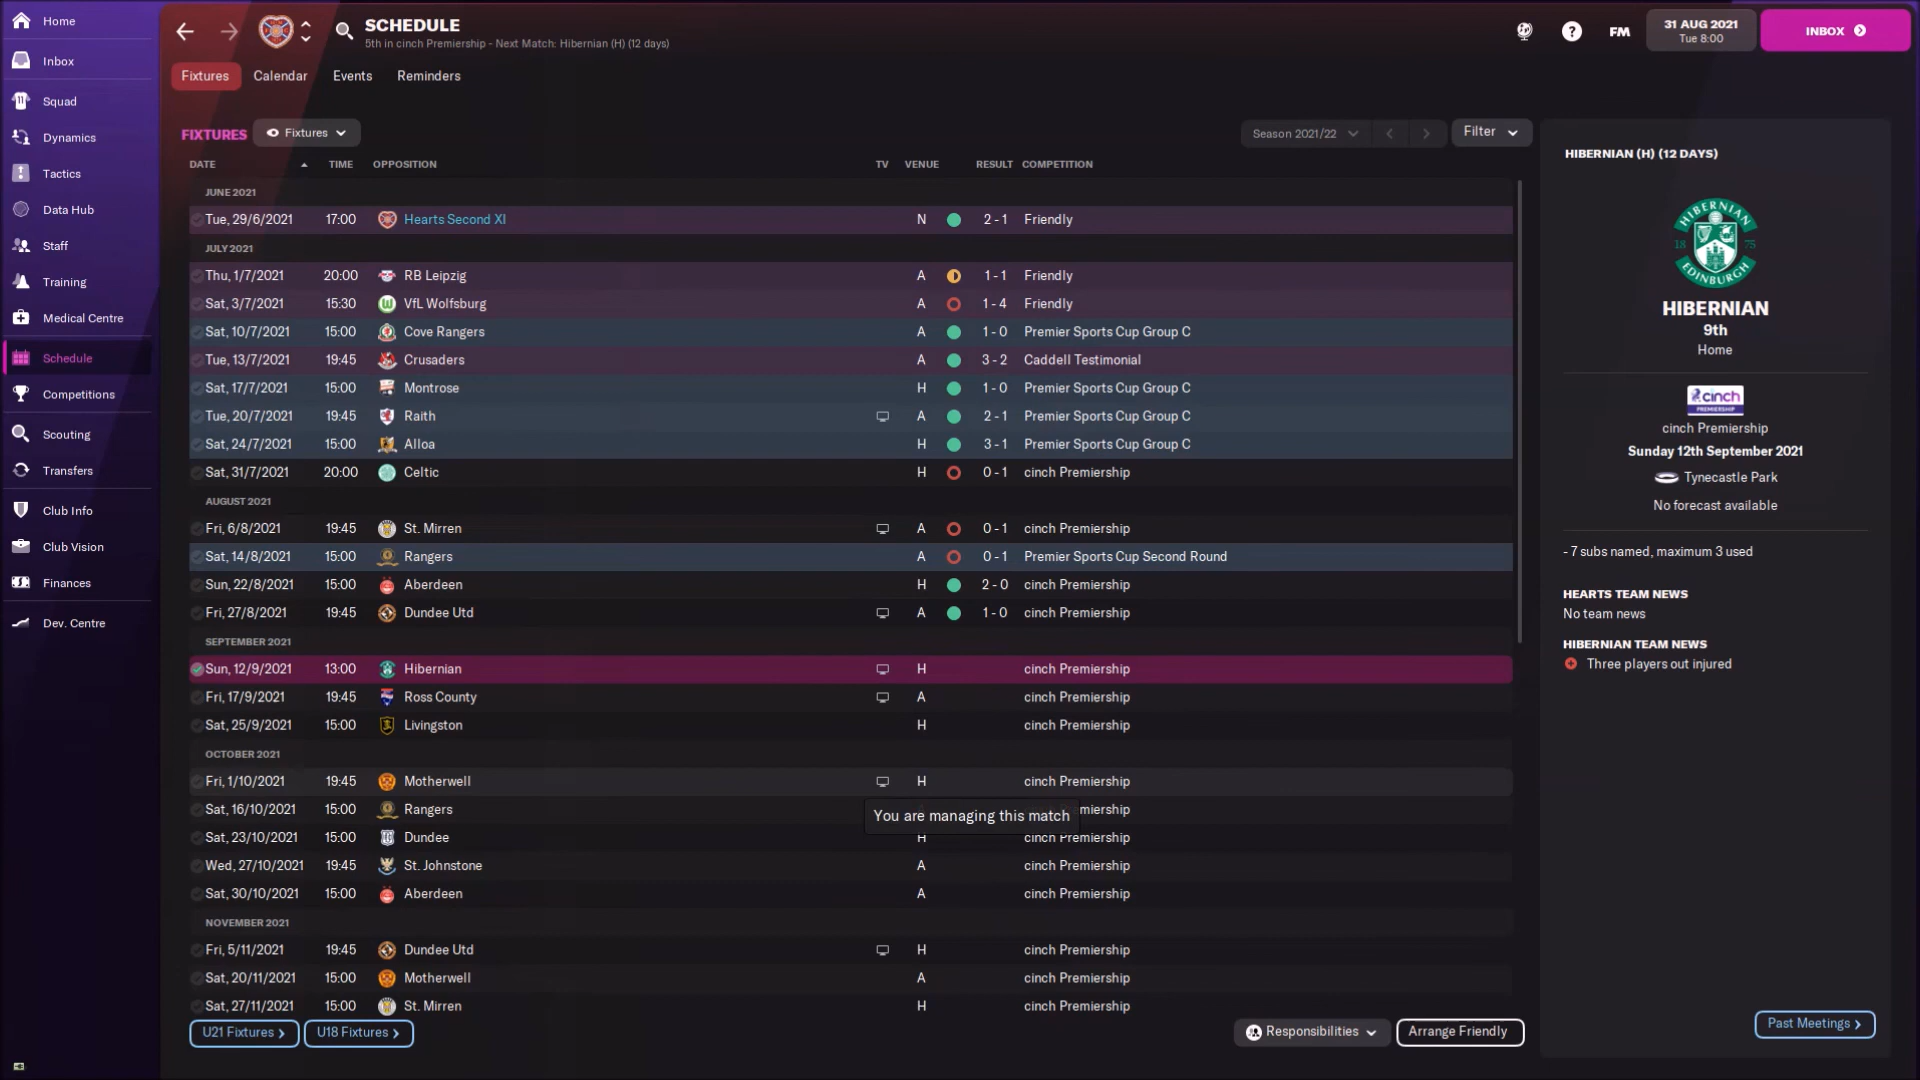 Home
Inbox
Squad
Dynamics
Tactics
Data Hub
Staff
Training
Medical Centre
Schedule
Competitions
Scouting
Transfers
Club Info
Club Vision
Finances
Dev. Centre
SCHEDULE
5th in cinch Premiership - Next Match: Hibernian (H) (12 days)
FM
31 AUG 2021
Tue 8:00
INBOX
Fixtures Calendar Events Reminders
FIXTURES Fixtures
Season 2021/22 Filter
DATE TIME OPPOSITION TV VENUE RESULT COMPETITION
JUNE 2021
Tue, 29/6/2021 17:00 Hearts Second XI N 2 - 1 Friendly
JULY 2021
Thu, 1/7/2021 20:00 RB Leipzig A 1 - 1 Friendly
Sat, 3/7/2021 15:30 VfL Wolfsburg A 1 - 4 Friendly
Sat, 10/7/2021 15:00 Cove Rangers A 1 - 0 Premier Sports Cup Group C
Tue, 13/7/2021 19:45 Crusaders A 3 - 2 Caddell Testimonial
Sat, 17/7/2021 15:00 Montrose H 1 - 0 Premier Sports Cup Group C
Tue, 20/7/2021 19:45 Raith A 2 - 1 Premier Sports Cup Group C
Sat, 24/7/2021 15:00 Alloa H 3 - 1 Premier Sports Cup Group C
Sat, 31/7/2021 20:00 Celtic H 0 - 1 cinch Premiership
AUGUST 2021
Fri, 6/8/2021 19:45 St. Mirren A 0 - 1 cinch Premiership
Sat, 14/8/2021 15:00 Rangers A 0 - 1 Premier Sports Cup Second Round
Sun, 22/8/2021 15:00 Aberdeen H 2 - 0 cinch Premiership
Fri, 27/8/2021 19:45 Dundee Utd A 1 - 0 cinch Premiership
SEPTEMBER 2021
Sun, 12/9/2021 13:00 Hibernian H cinch Premiership
Fri, 17/9/2021 19:45 Ross County A cinch Premiership
Sat, 25/9/2021 15:00 Livingston H cinch Premiership
OCTOBER 2021
Fri, 1/10/2021 19:45 Motherwell H cinch Premiership
Sat, 16/10/2021 15:00 Rangers miership
You are managing this match
Sat, 23/10/2021 15:00 Dundee H cinch Premiership
Wed, 27/10/2021 19:45 St. Johnstone A cinch Premiership
Sat, 30/10/2021 15:00 Aberdeen A cinch Premiership
NOVEMBER 2021
Fri, 5/11/2021 19:45 Dundee Utd H cinch Premiership
Sat, 20/11/2021 15:00 Motherwell A cinch Premiership
Sat, 27/11/2021 15:00 St. Mirren H cinch Premiership
U21 Fixtures U18 Fixtures Responsibilities Arrange Friendly
HIBERNIAN (H) (12 DAYS)
HIBERNIAN
18 75
EDINBURGH
HIBERNIAN
9th
Home
cinch
PREMIERSHIP
cinch Premiership
Sunday 12th September 2021
Tynecastle Park
No forecast available
- 7 subs named, maximum 3 used
HEARTS TEAM NEWS
No team news
HIBERNIAN TEAM NEWS
Three players out injured
Past Meetings